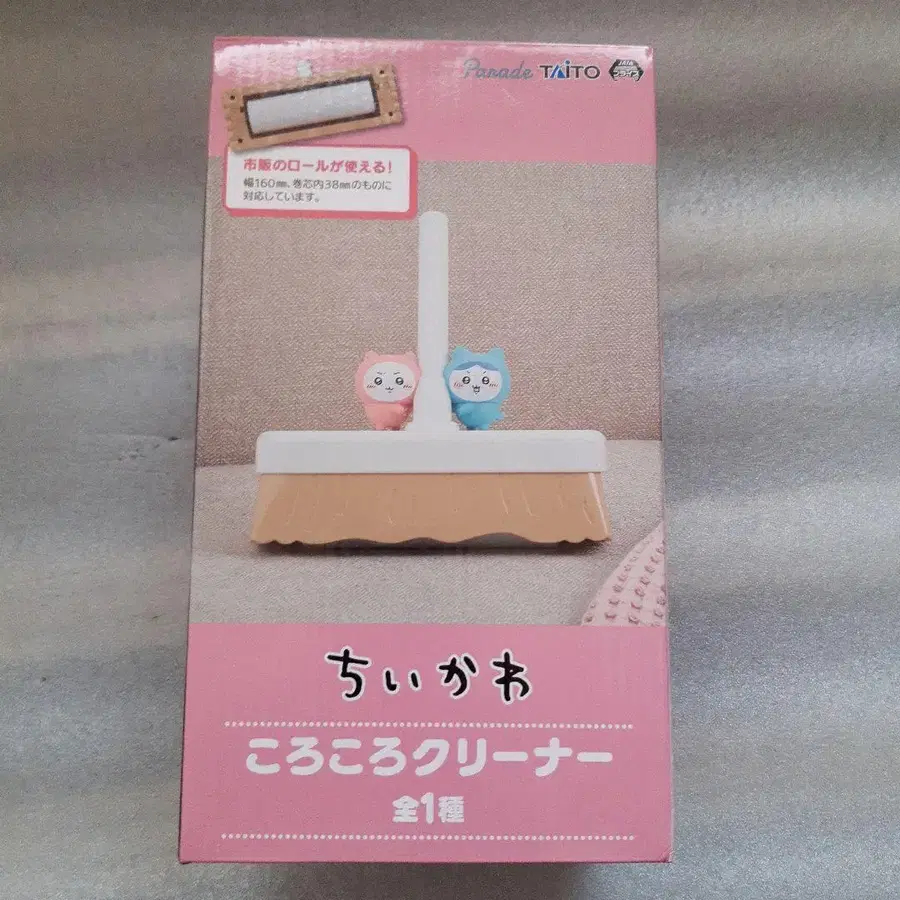 Parade TAITO
市販のロールが使える!
幅160㎜、巻芯内38㎜のものに
対応しています。
ちいかわ
ころころクリーナー
全1種